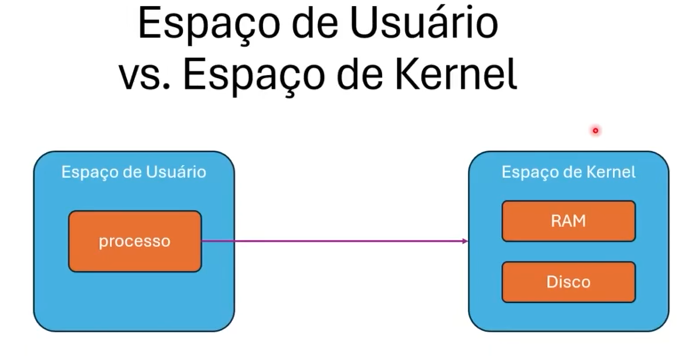 Espaço de Usuário
vs. Espaço de Kernel
Espaço de Usuário
processo
Espaço de Kernel
RAM
Disco